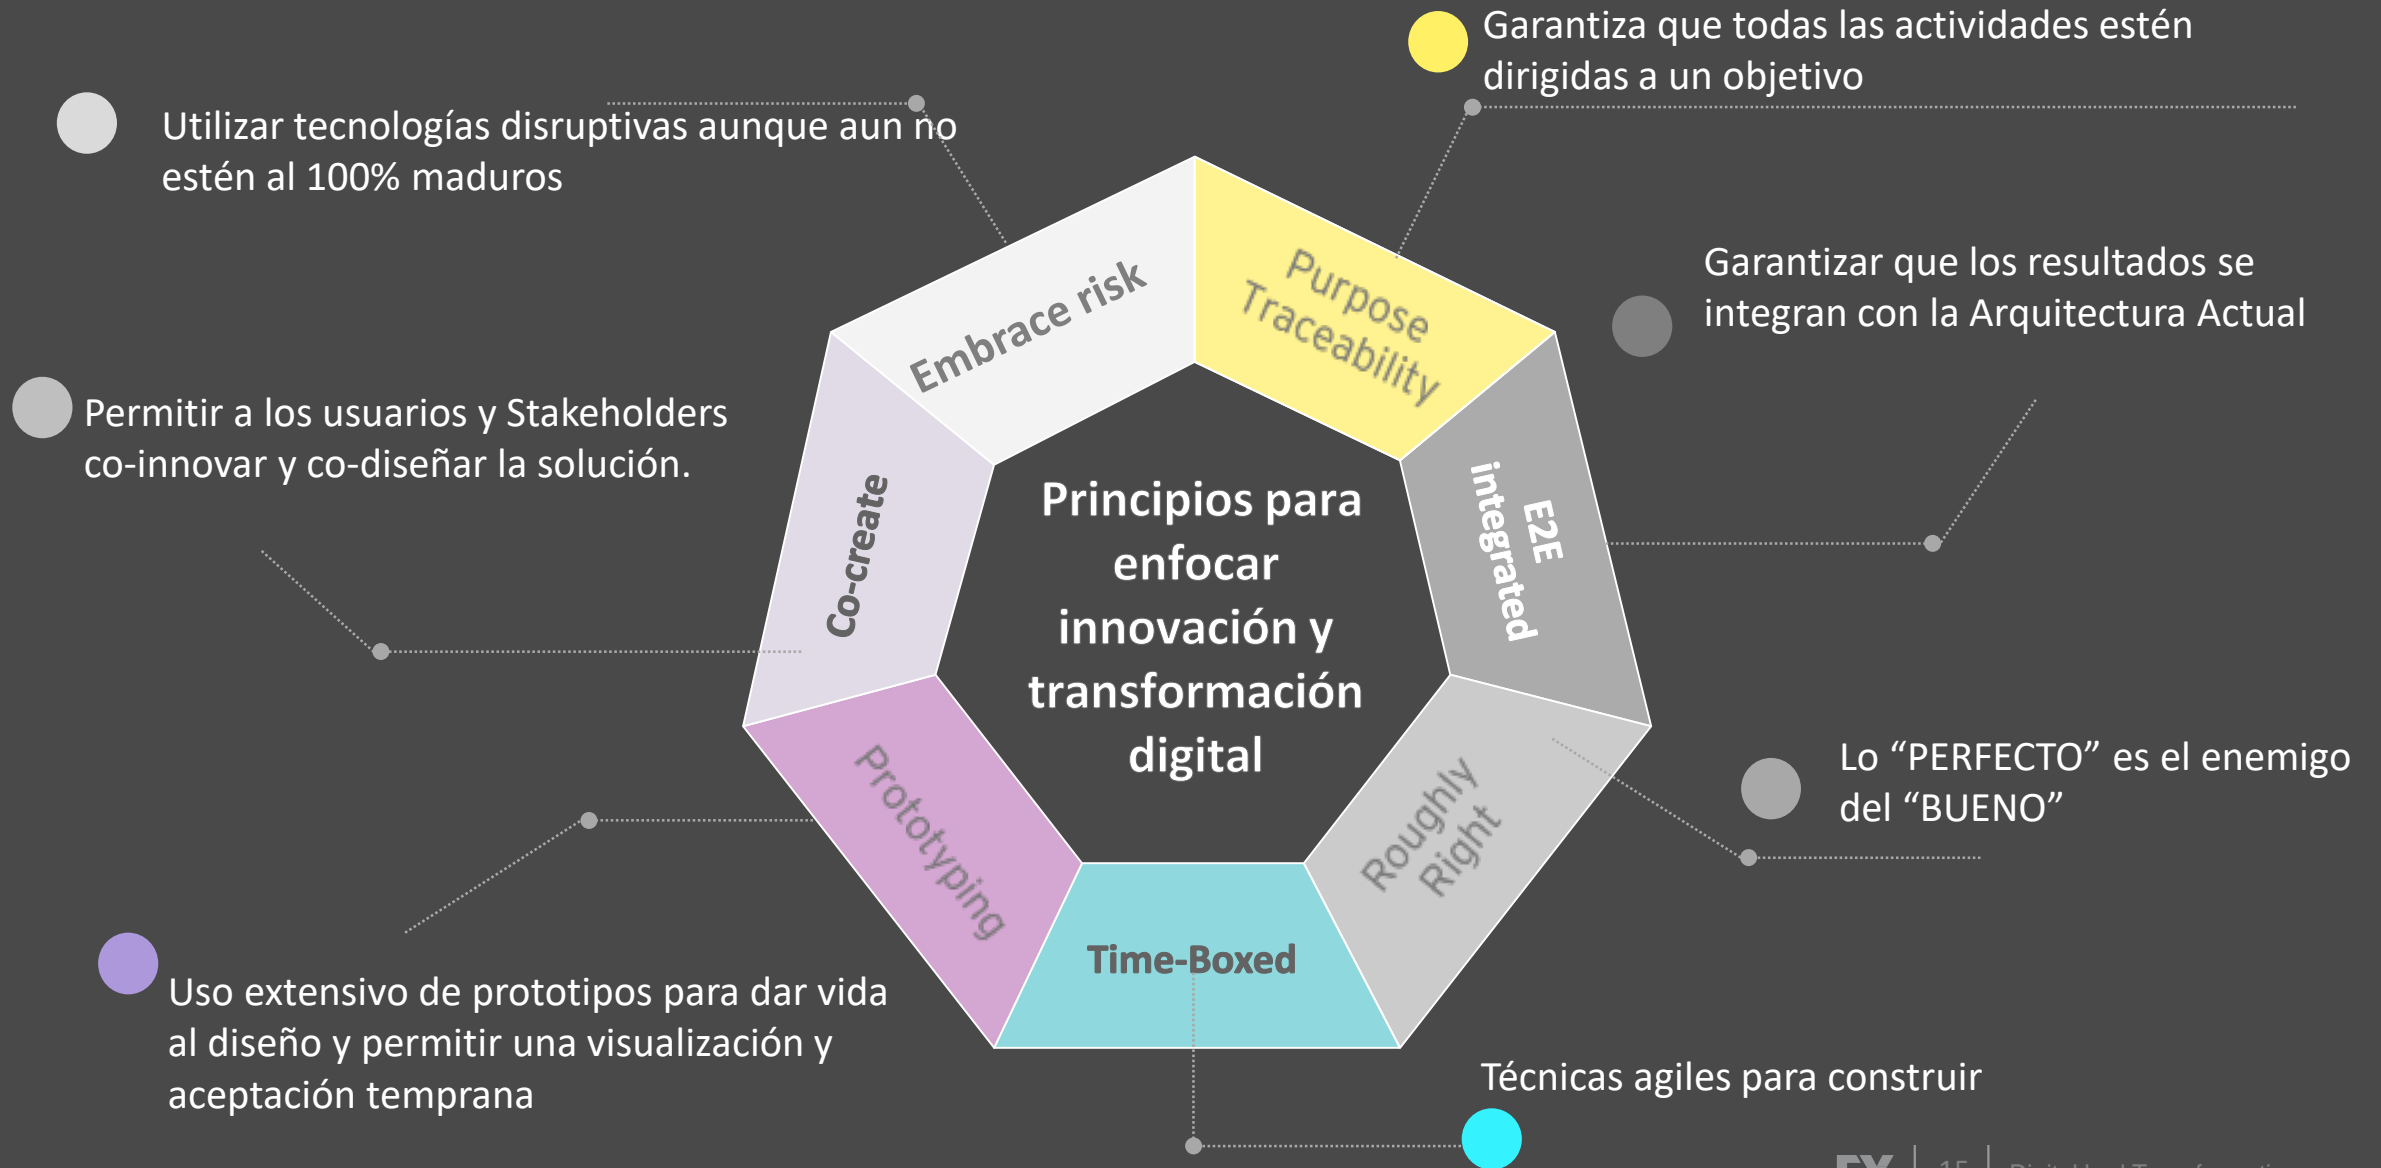 Garantiza que todas las actividades estén
dirigidas a un objetivo
Utilizar tecnologías disruptivas aunque aun no
estén al 100% maduros
Embrace risk
Purpose
Traceability
Garantizar que los resultados se
integran con la Arquitectura Actual
Permitir a los usuarios y Stakeholders
co-innovar y co-diseñar la solución.
Co-create
E2E
integrated
Principios para
enfocar
innovación y
transformación
digital
Lo “PERFECTO” es el enemigo
del “BUENO”
Prototyping
Roughly
Right
Time-Boxed
Uso extensivo de prototipos para dar vida
al diseño y permitir una visualización y
aceptación temprana
Técnicas agiles para construir